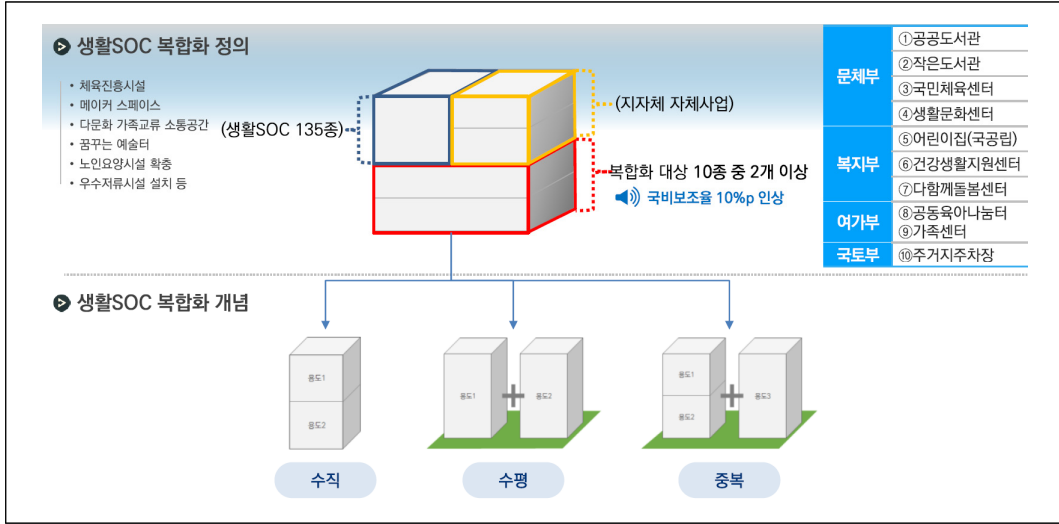 생활SOC 복합화 정의
• 체육진흥시설
• 메이커 스페이스
• 다문화 가족교류 소통공간
• 꿈꾸는 예술터
• 노인요양시설 확충
• 우수저류시설 설치 등
(생활SOC 135종)
(지자체 자체사업)
복합화 대상 10종 중 2개 이상
국비보조율 10%p 인상
문체부
①공공도서관
②작은도서관
③국민체육센터
④생활문화센터
복지부
⑤어린이집(국공립)
⑥건강생활지원센터
⑦다함께돌봄센터
여가부
⑧공동육아나눔터
⑨가족센터
국토부
⑩주거지주차장
생활SOC 복합화 개념
용도1
용도2
수직
용도1
용도2
수평
용도1
용도2
용도3
중복